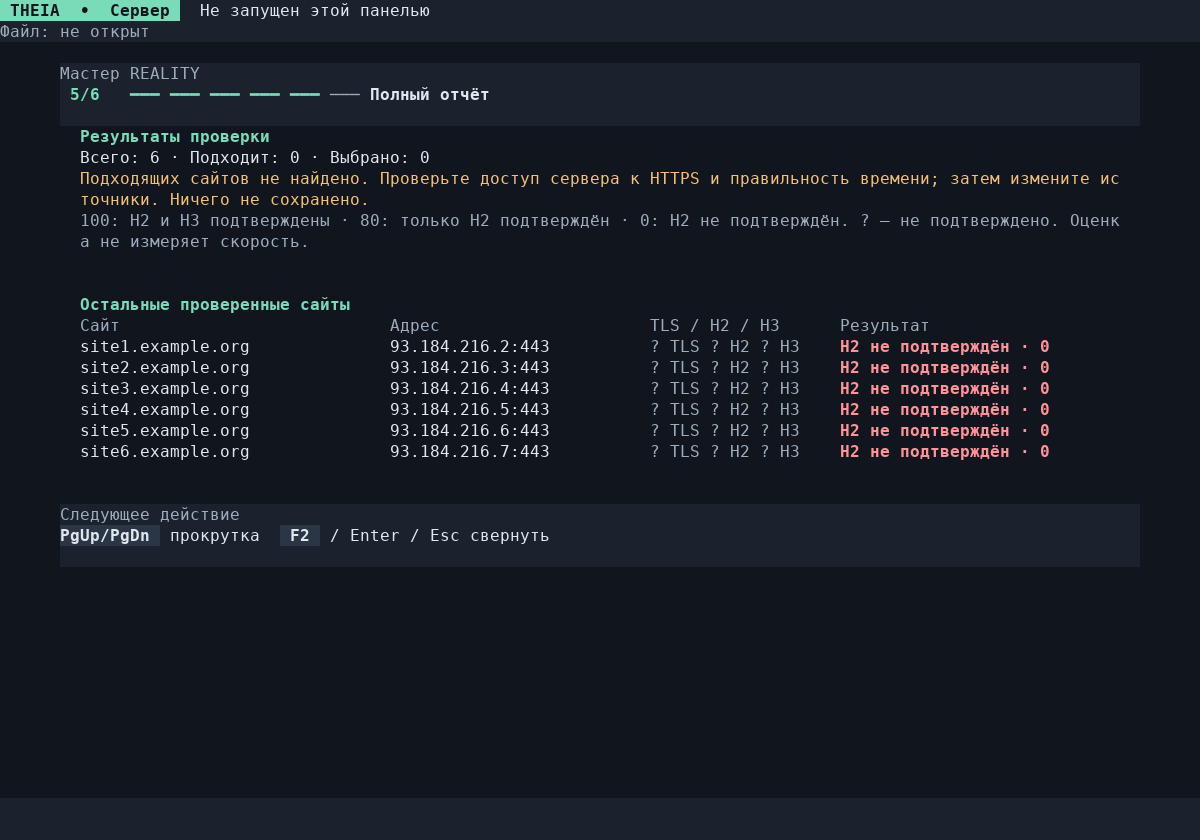 THEIA • Сервер Не запущен этой панелью
Файл: не открыт
Мастер REALITY
5/6 ━━━ ━━━ ━━━ ━━━ ━━━ ─── Полный отчёт
Результаты проверки
Всего: 6 · Подходит: 0 · Выбрано: 0
Подходящих сайтов не найдено. Проверьте доступ сервера к HTTPS и правильность времени; затем измените ис
точники. Ничего не сохранено.
100: H2 и H3 подтверждены · 80: только H2 подтверждён · 0: H2 не подтверждён. ? — не подтверждено. Оценк
а не измеряет скорость.
Остальные проверенные сайты
Сайт Адрес TLS / H2 / H3 Результат
site1.example.org 93.184.216.2:443 ? TLS ? H2 ? H3 H2 не подтверждён · 0
site2.example.org 93.184.216.3:443 ? TLS ? H2 ? H3 H2 не подтверждён · 0
site3.example.org 93.184.216.4:443 ? TLS ? H2 ? H3 H2 не подтверждён · 0
site4.example.org 93.184.216.5:443 ? TLS ? H2 ? H3 H2 не подтверждён · 0
site5.example.org 93.184.216.6:443 ? TLS ? H2 ? H3 H2 не подтверждён · 0
site6.example.org 93.184.216.7:443 ? TLS ? H2 ? H3 H2 не подтверждён · 0
Следующее действие
PgUp/PgDn прокрутка F2 / Enter / Esc свернуть